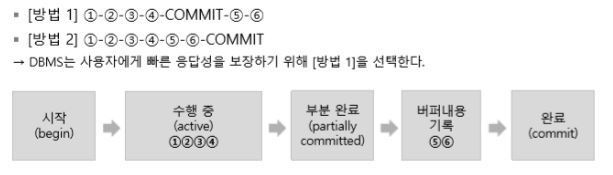 ▪ [방법 1] ①-②-③-④-COMMIT-⑤-⑥
▪ [방법 2] ①-②-③-④-⑤-⑥-COMMIT
→ DBMS는 사용자에게 빠른 응답성을 보장하기 위해 [방법 1]을 선택한다.
시작
(begin)
수행 중
(active)
①②③④
부분 완료
(partially
committed)
버퍼내용
기록
⑤⑥
완료
(commit)